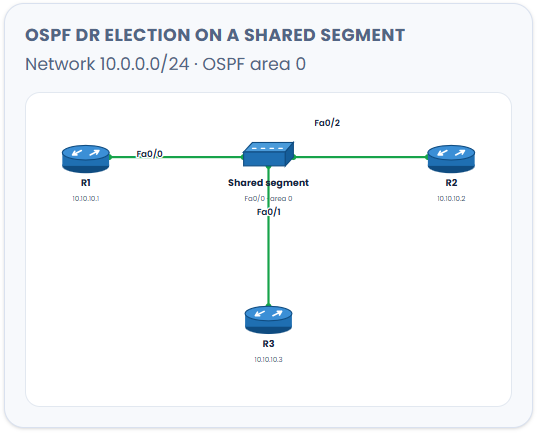 OSPF DR ELECTION ON A SHARED SEGMENT
Network 10.0.0.0/24 · OSPF area 0
Fa0/2
Fa0/0
R1
Shared segment
R2
10.10.10.1
Fa0/0 area 0
10.10.10.2
Fa0/1
R3
10.10.10.3